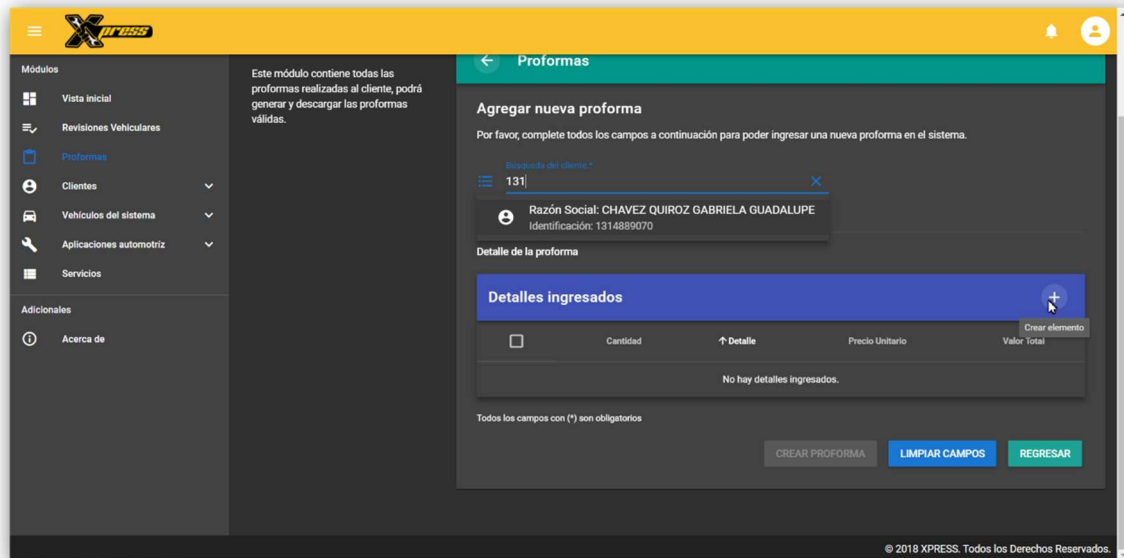 Xpress
Módulos
Vista inicial
Revisiones Vehiculares
Proformas
Clientes
Vehículos del sistema
Aplicaciones automotríz
Servicios
Adicionales
Acerca de
Este módulo contiene todas las
proformas realizadas al cliente, podrá
generar y descargar las proformas
válidas.
Proformas
Agregar nueva proforma
Por favor, complete todos los campos a continuación para poder ingresar una nueva proforma en el sistema.
Búsqueda del cliente *
131
Razón Social: CHAVEZ QUIROZ GABRIELA GUADALUPE
Identificación: 1314889070
Detalle de la proforma
Detalles ingresados
Crear elemento
Cantidad
Detalle
Precio Unitario
Valor Total
No hay detalles ingresados.
Todos los campos con (*) son obligatorios
CREAR PROFORMA
LIMPIAR CAMPOS
REGRESAR
© 2018 XPRESS. Todos los Derechos Reservados.